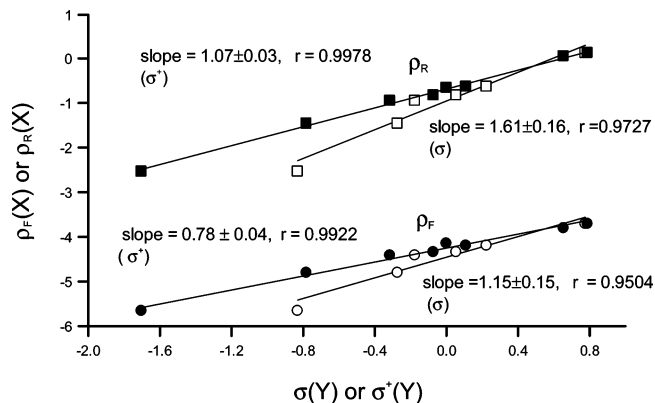 0
slope = 1.07±0.03, r = 0.9978
(σ⁺)
ρR
-1
slope = 1.61±0.16, r =0.9727
(σ)
-2
-3
ρF(X) or ρR(X)
slope = 0.78 ± 0.04, r = 0.9922
( σ⁺)
ρF
-4
slope =1.15±0.15, r = 0.9504
(σ)
-5
-6
-2.0 -1.6 -1.2 -0.8 -0.4 0.0 0.4 0.8
σ(Y) or σ⁺(Y)